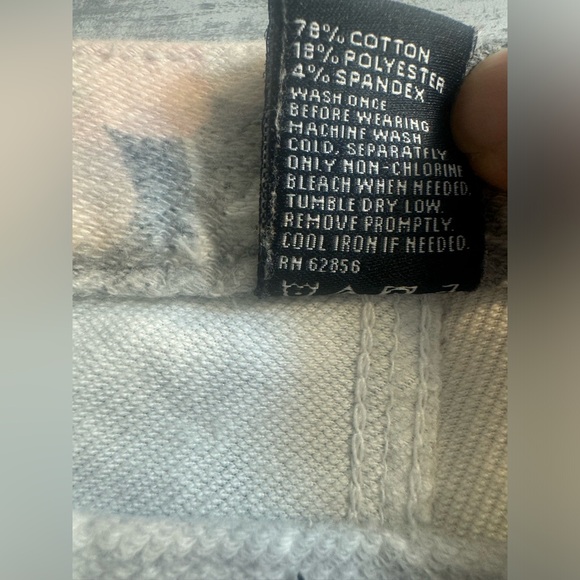 78% COTTON
18% POLYESTER
4% SPANDEX
WASH ONCE
BEFORE WEARING
MACHINE WASH
COLD, SEPARATELY
ONLY NON-CHLORINE
BLEACH WHEN NEEDED.
TUMBLE DRY LOW.
REMOVE PROMPTLY.
COOL IRON IF NEEDED.
RN 62856